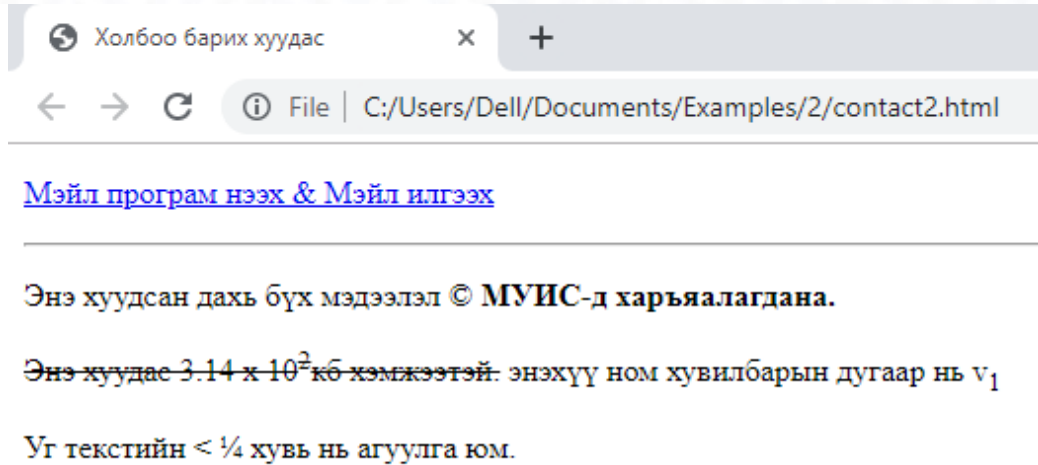 Холбоо барих хуудас
File | C:/Users/Dell/Documents/Examples/2/contact2.html
Мэйл програм нээх & Мэйл илгээх
Энэ хуудсан дахь бүх мэдээлэл © МУИС-д харъяалагдана.
Энэ хуудас 3.14 x 10²кб хэмжээтэй. энэхүү ном хувилбарын дугаар нь v₁
Уг текстийн < ¼ хувь нь агуулга юм.